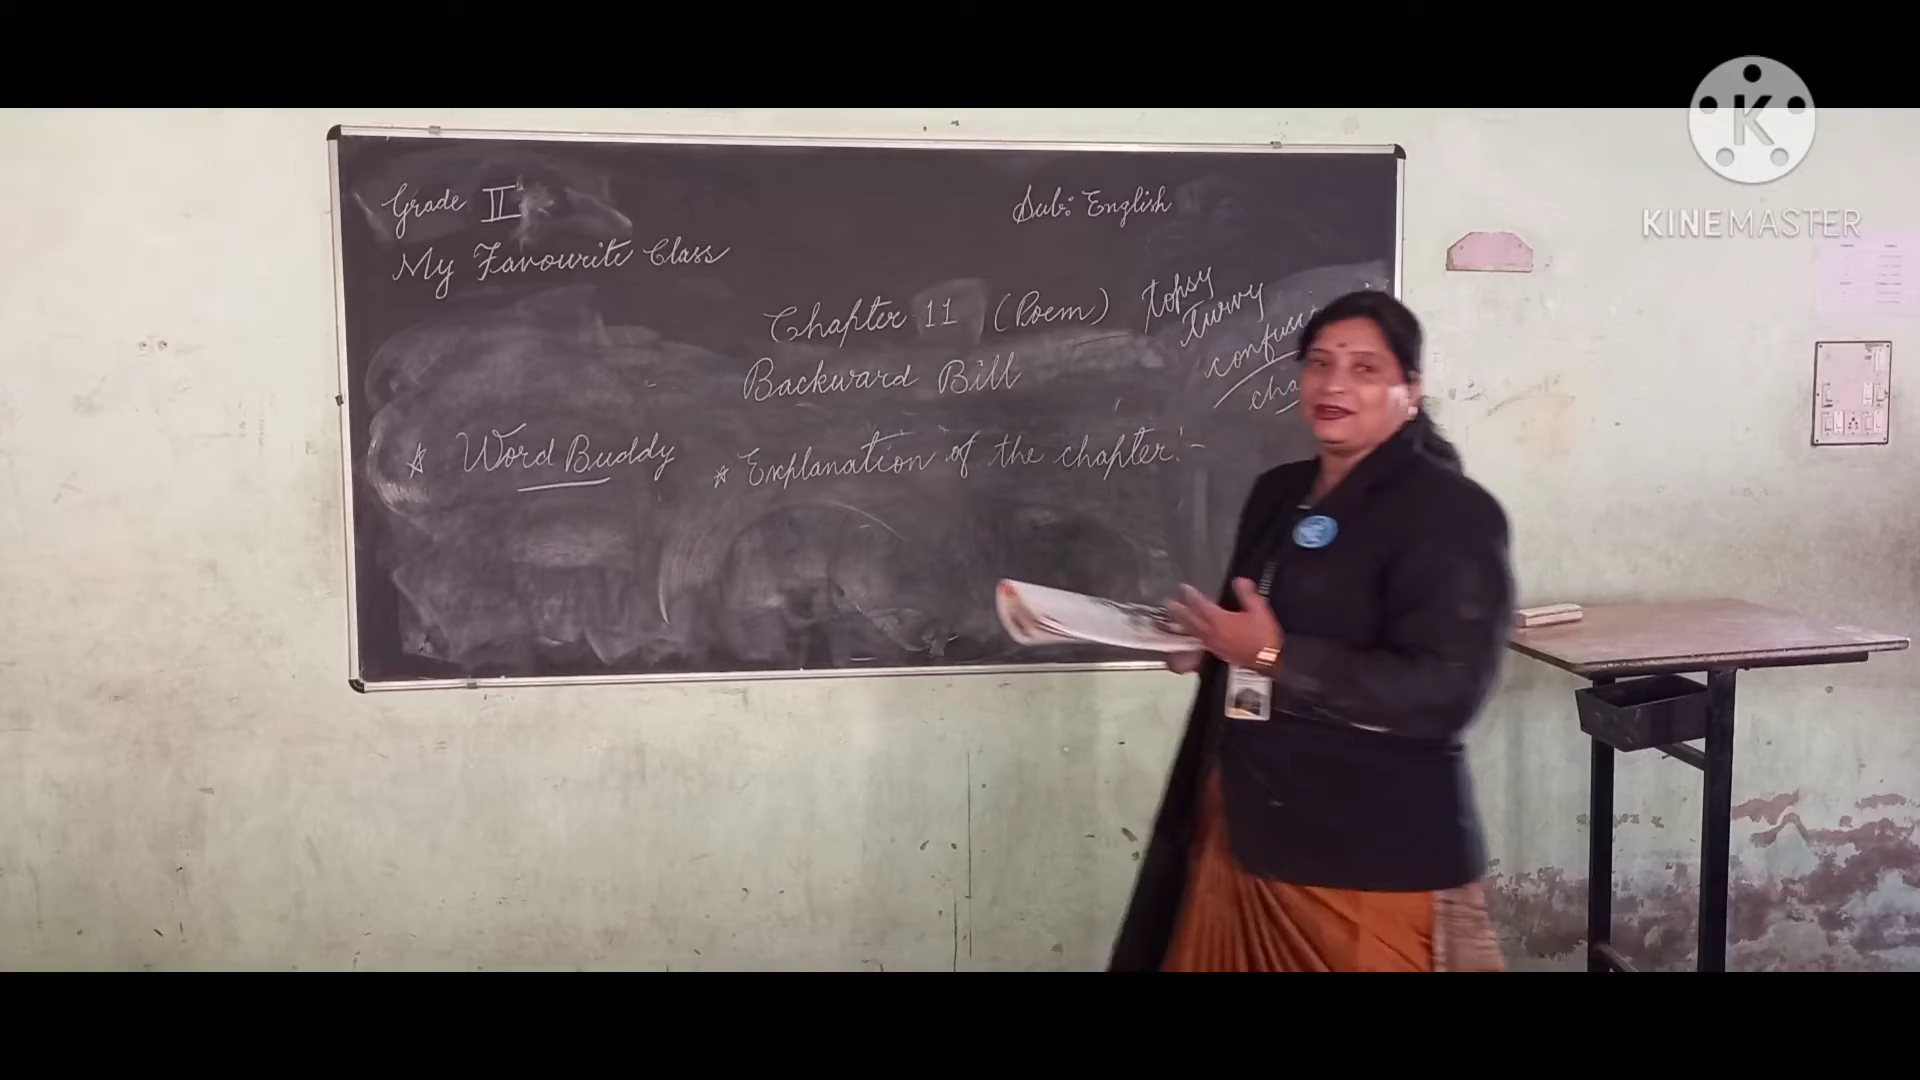 Grade II
Sub: English
My Favourite Class
Chapter 11 (Poem)
Backward Bill
topsy
turvy
* Word Buddy
* Explanation of the chapter:-
KINEMASTER